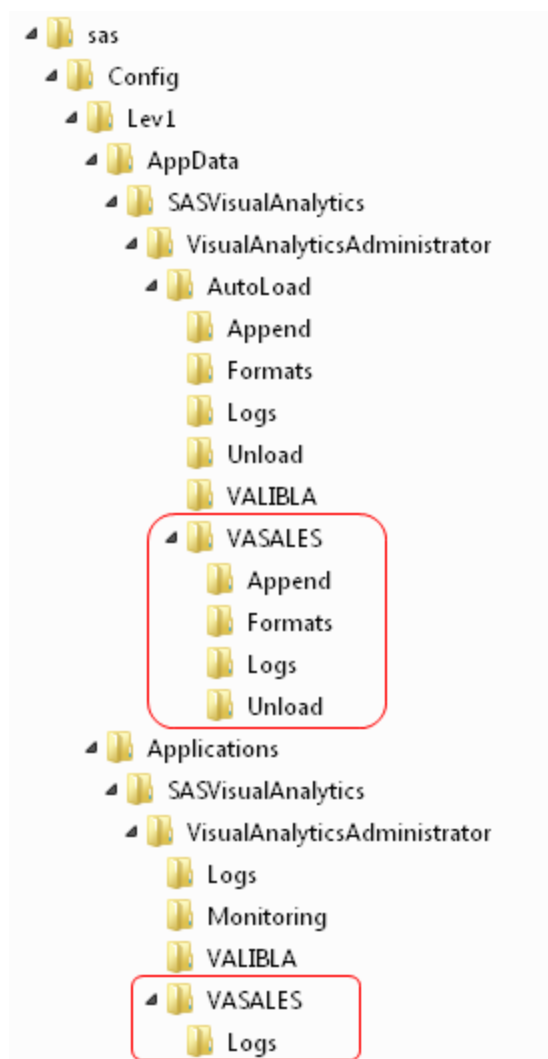 sas
Config
Lev1
AppData
SASVisualAnalytics
VisualAnalyticsAdministrator
AutoLoad
Append
Formats
Logs
Unload
VALIBLA
VASALES
Append
Formats
Logs
Unload
Applications
SASVisualAnalytics
VisualAnalyticsAdministrator
Logs
Monitoring
VALIBLA
VASALES
Logs